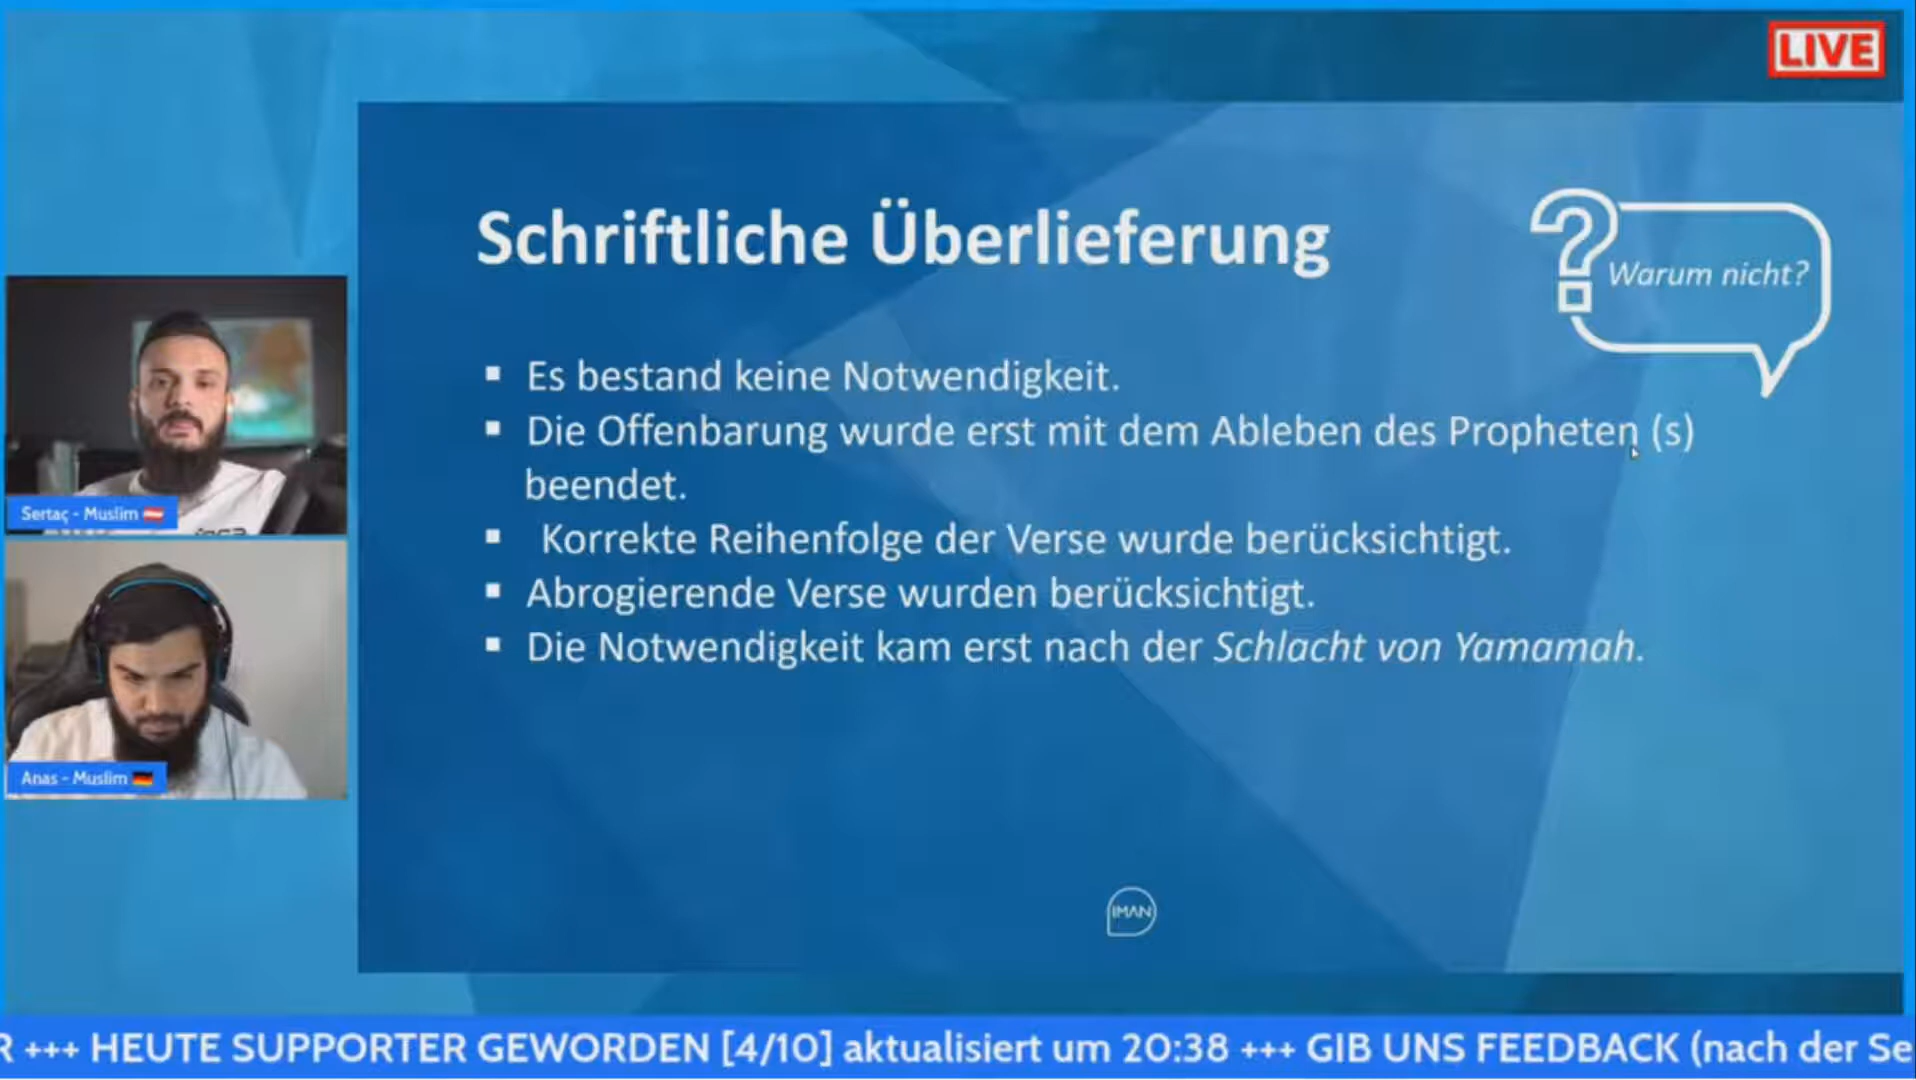 LIVE
Schriftliche Überlieferung
Warum nicht?
▪ Es bestand keine Notwendigkeit.
▪ Die Offenbarung wurde erst mit dem Ableben des Propheten (s)
beendet.
▪ Korrekte Reihenfolge der Verse wurde berücksichtigt.
▪ Abrogierende Verse wurden berücksichtigt.
▪ Die Notwendigkeit kam erst nach der Schlacht von Yamamah.
Sertaç - Muslim
Anas - Muslim
IMAN
R +++ HEUTE SUPPORTER GEWORDEN [4/10] aktualisiert um 20:38 +++ GIB UNS FEEDBACK (nach der Se